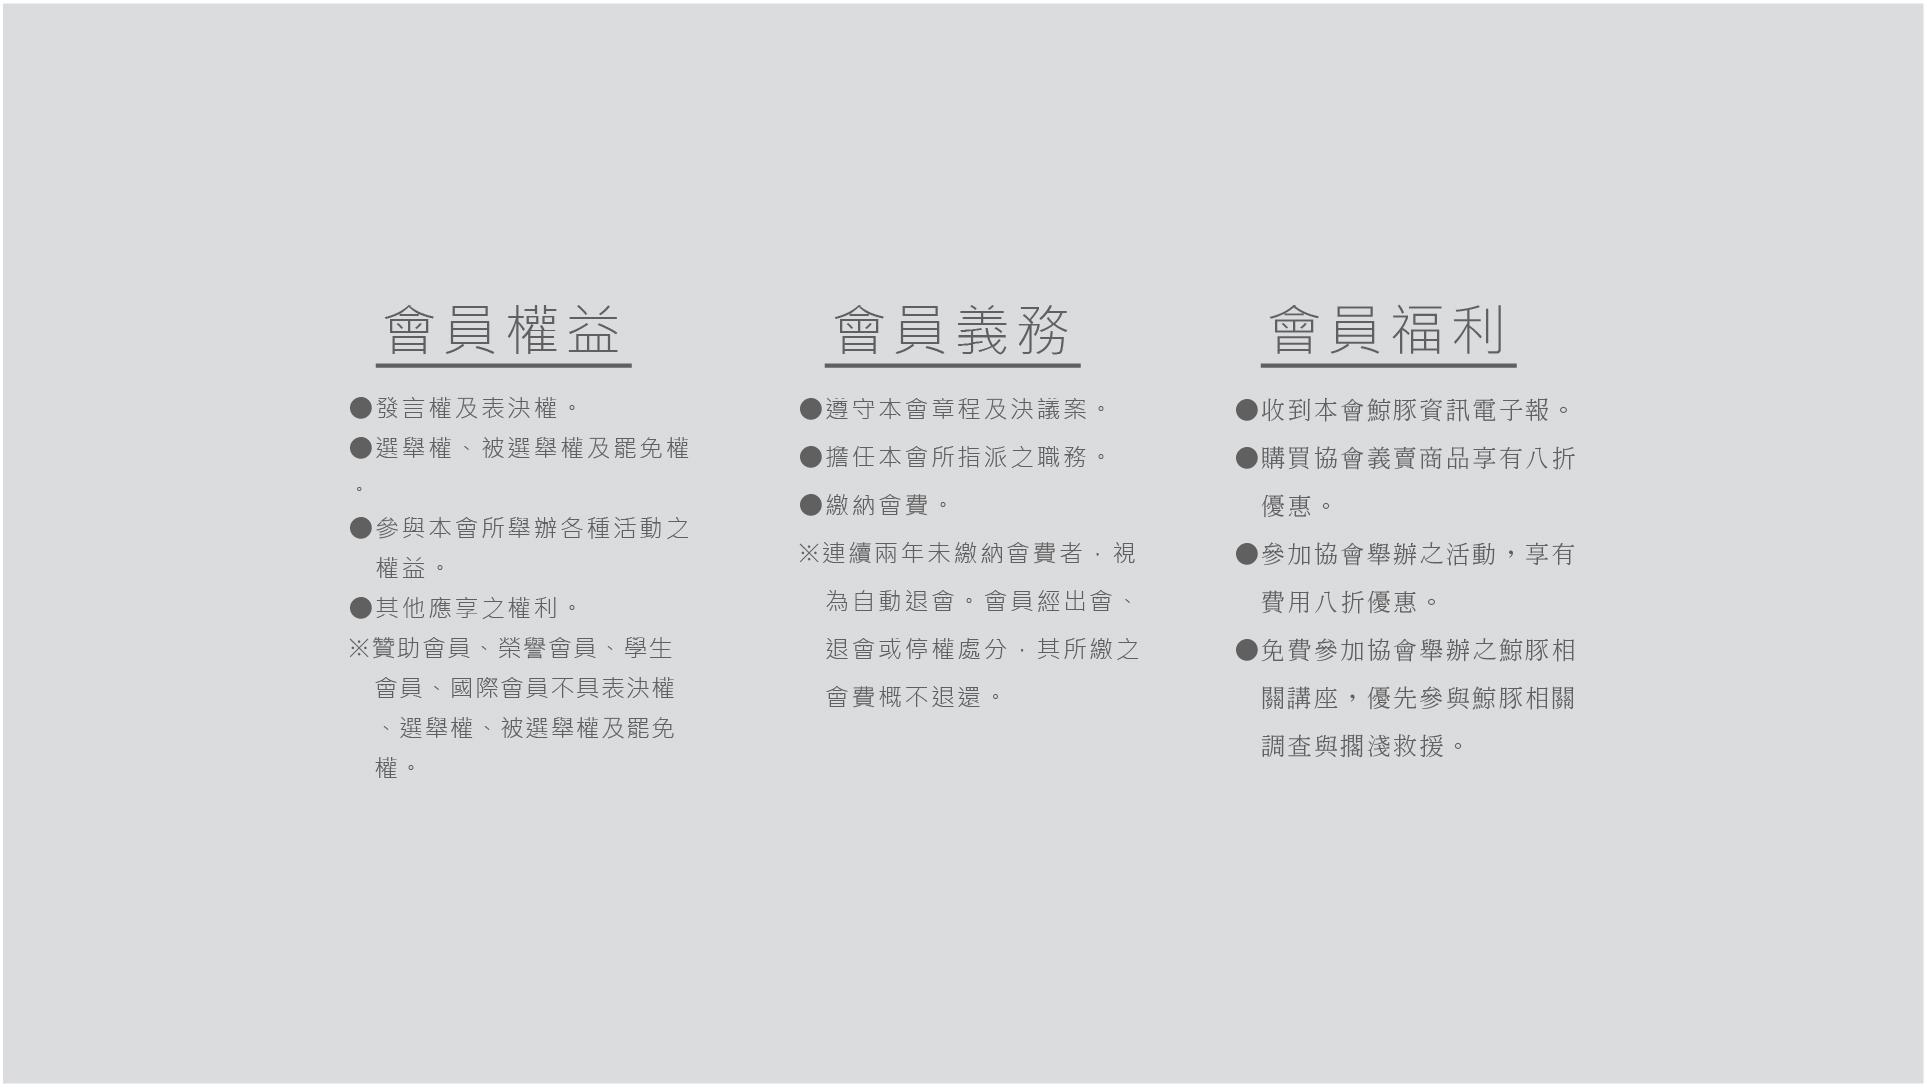 會員權益
●發言權及表決權。
●選舉權、被選舉權及罷免權
。
●參與本會所舉辦各種活動之
權益。
●其他應享之權利。
※贊助會員、榮譽會員、學生
會員、國際會員不具表決權
、選舉權、被選舉權及罷免
權。
會員義務
●遵守本會章程及決議案。
●擔任本會所指派之職務。
●繳納會費。
※連續兩年未繳納會費者﹐視
為自動退會。會員經出會、
退會或停權處分﹐其所繳之
會費概不退還。
會員福利
●收到本會鯨豚資訊電子報。
●購買協會義賣商品享有八折
優惠。
●參加協會舉辦之活動，享有
費用八折優惠。
●免費參加協會舉辦之鯨豚相
關講座，優先參與鯨豚相關
調查與擱淺救援。